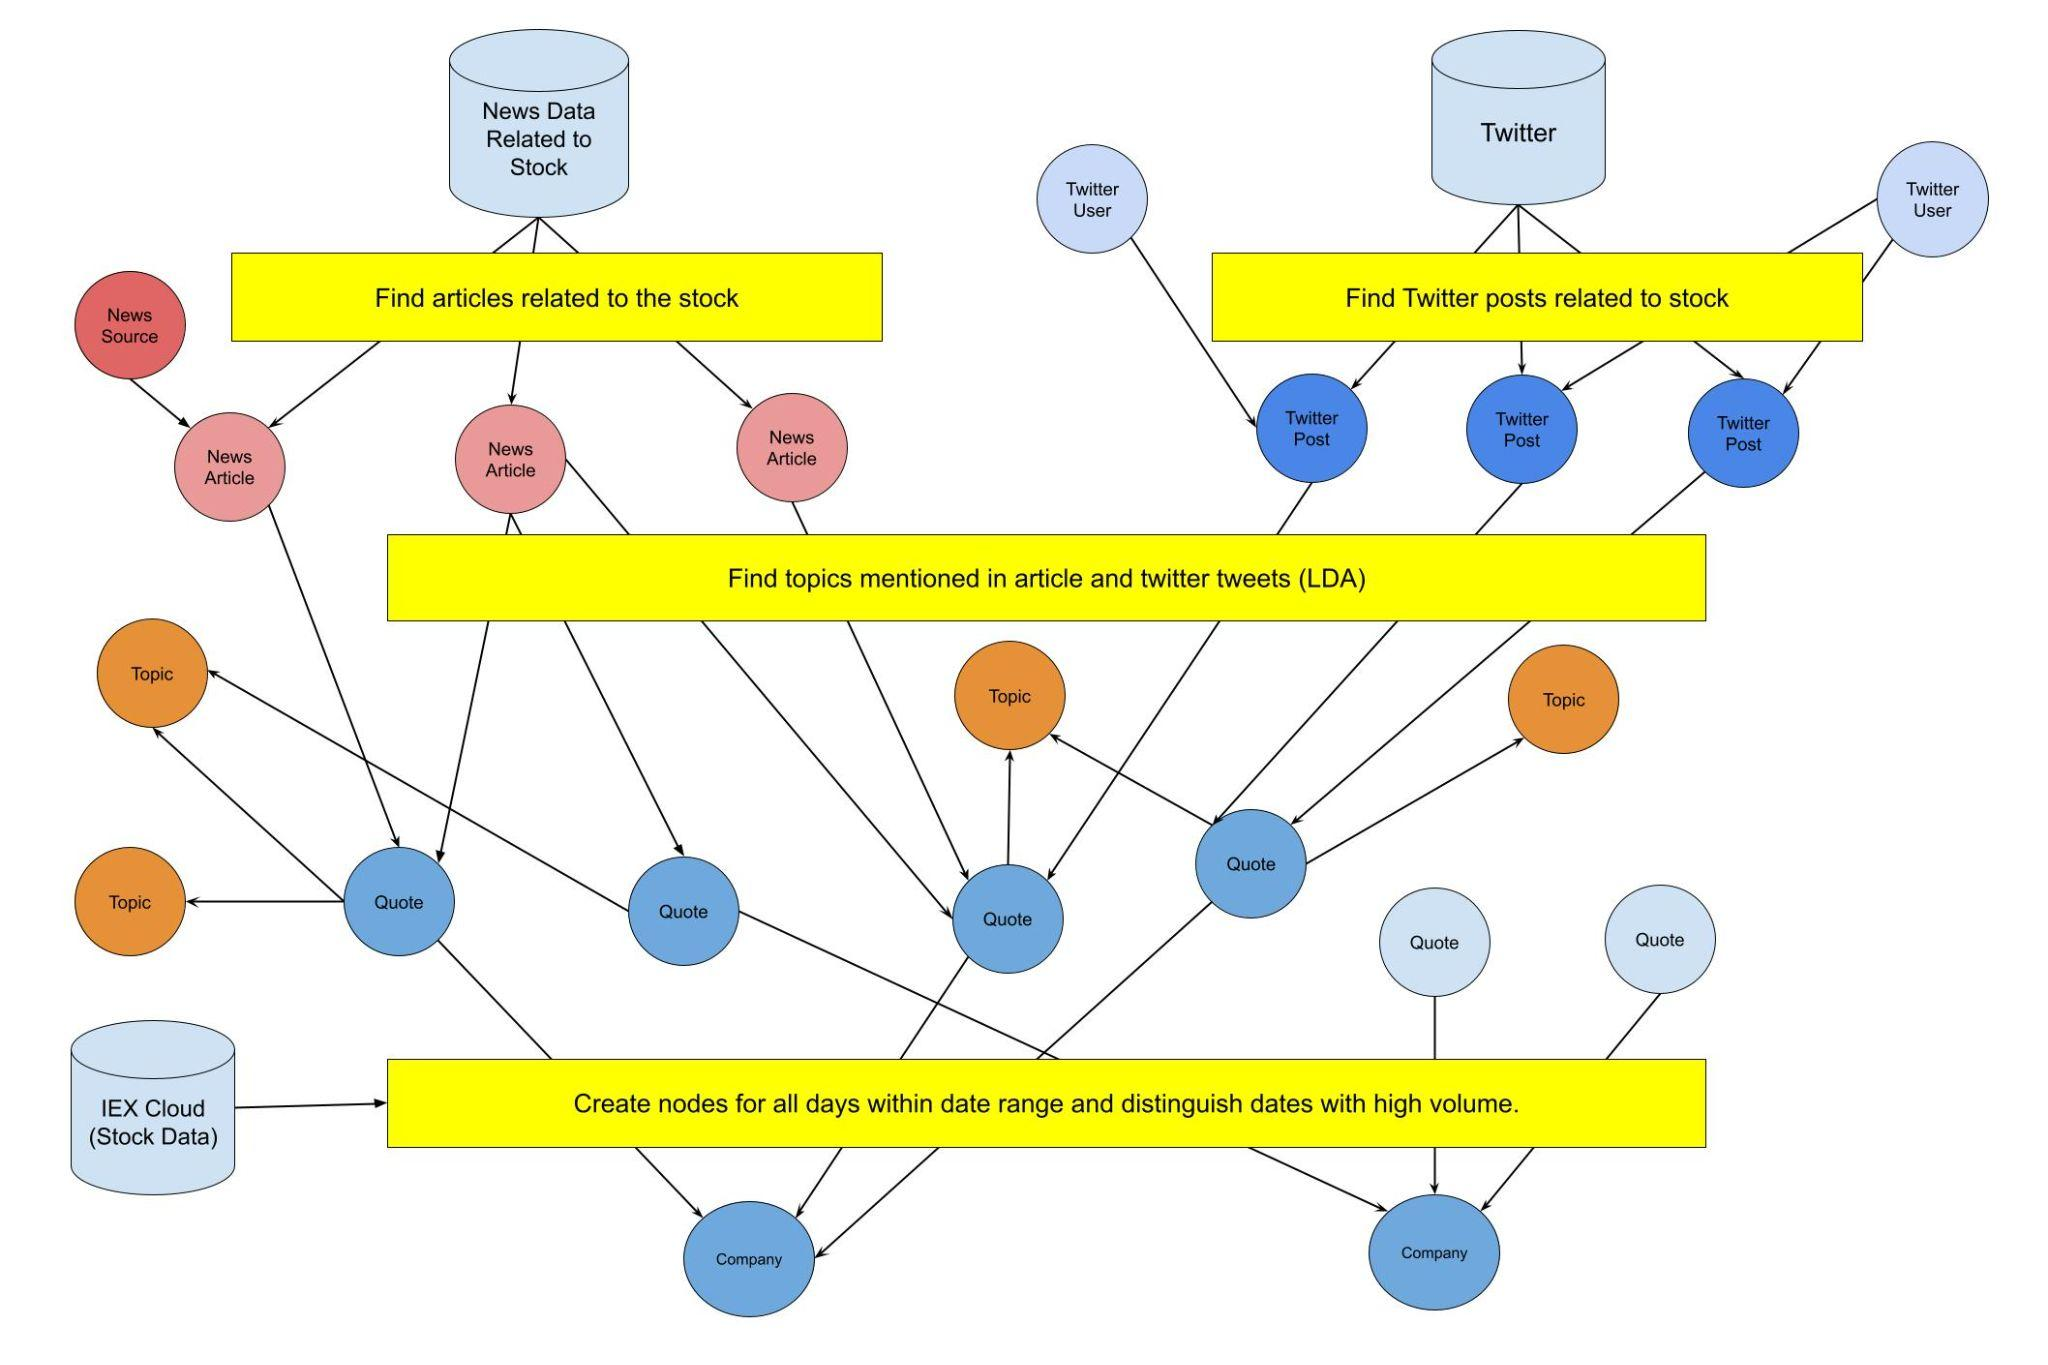 News Data
Related to
Stock
Twitter
Twitter
User
Twitter
User
Find articles related to the stock
Find Twitter posts related to stock
News
Source
News
Article
News
Article
News
Article
Twitter
Post
Twitter
Post
Twitter
Post
Find topics mentioned in article and twitter tweets (LDA)
Topic
Topic
Topic
Topic
Quote
Quote
Quote
Quote
Quote
Quote
IEX Cloud
(Stock Data)
Create nodes for all days within date range and distinguish dates with high volume.
Company
Company